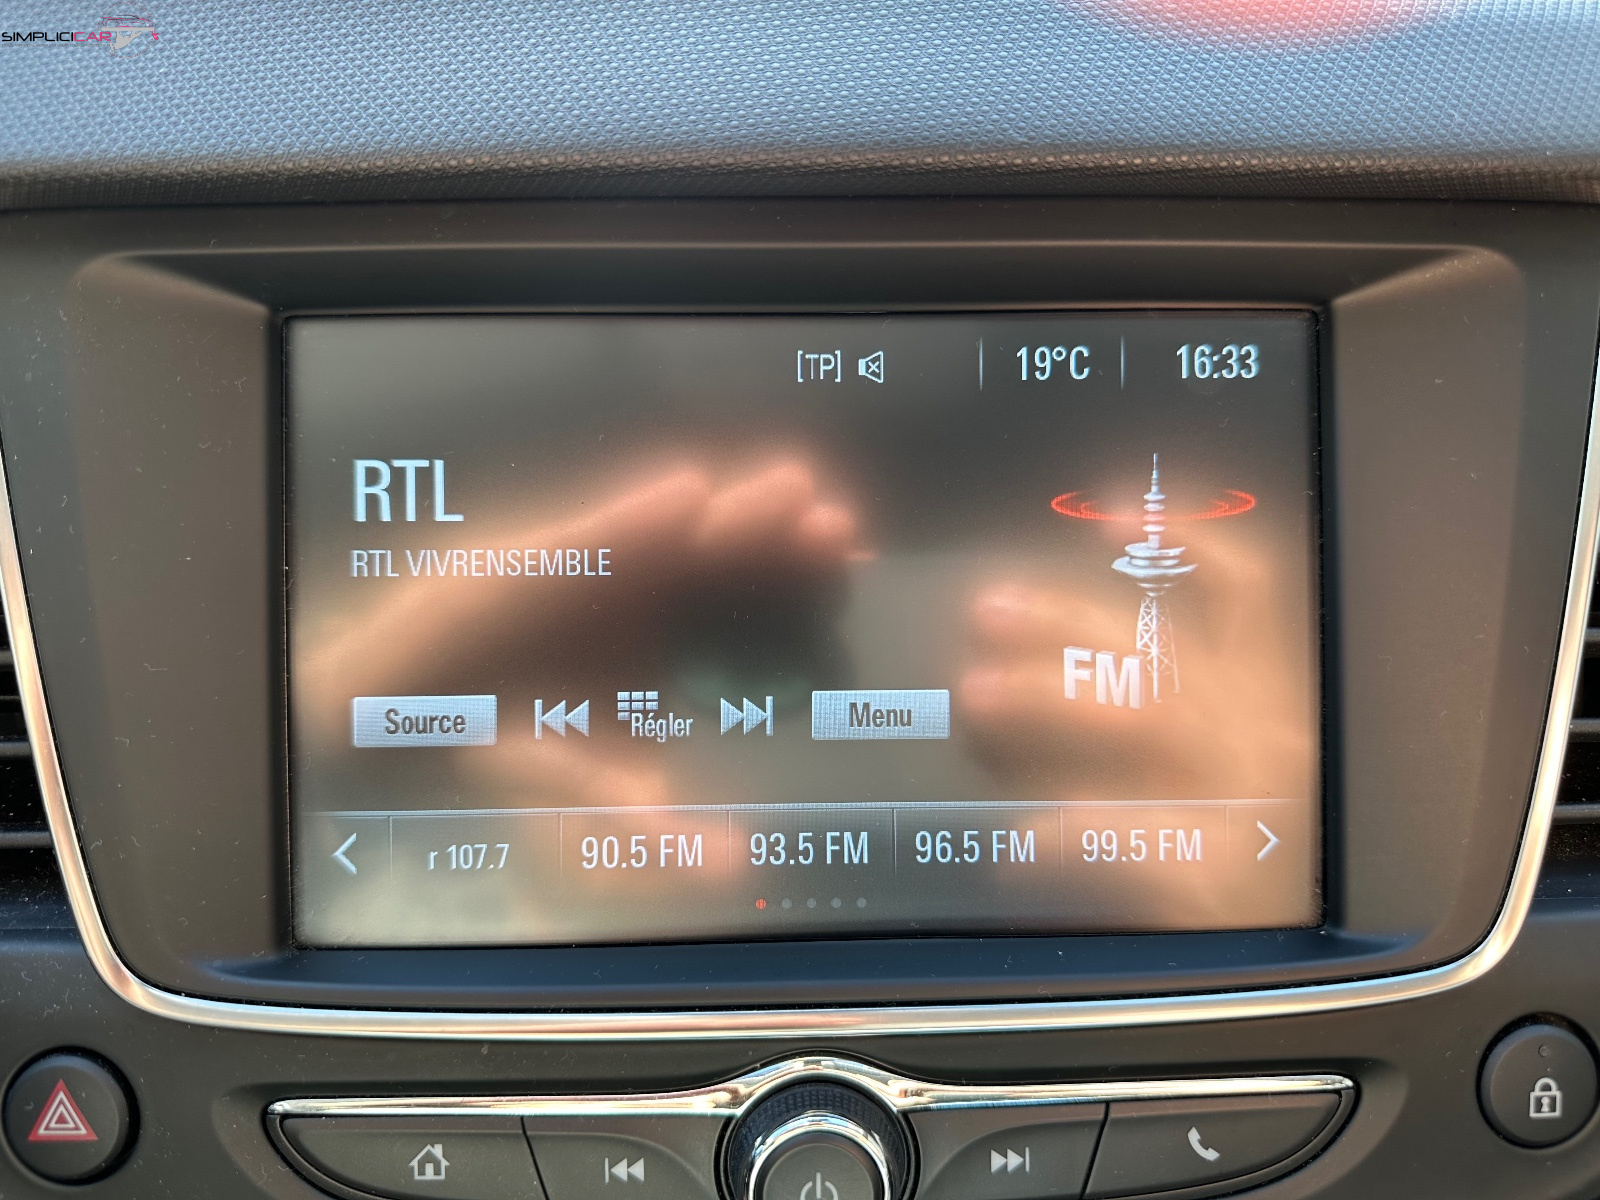 SIMPLICICAR
[TP]
19°C
16:33
RTL
RTL VIVRENSEMBLE
FM
Source
Régler
Menu
r 107.7
90.5 FM
93.5 FM
96.5 FM
99.5 FM